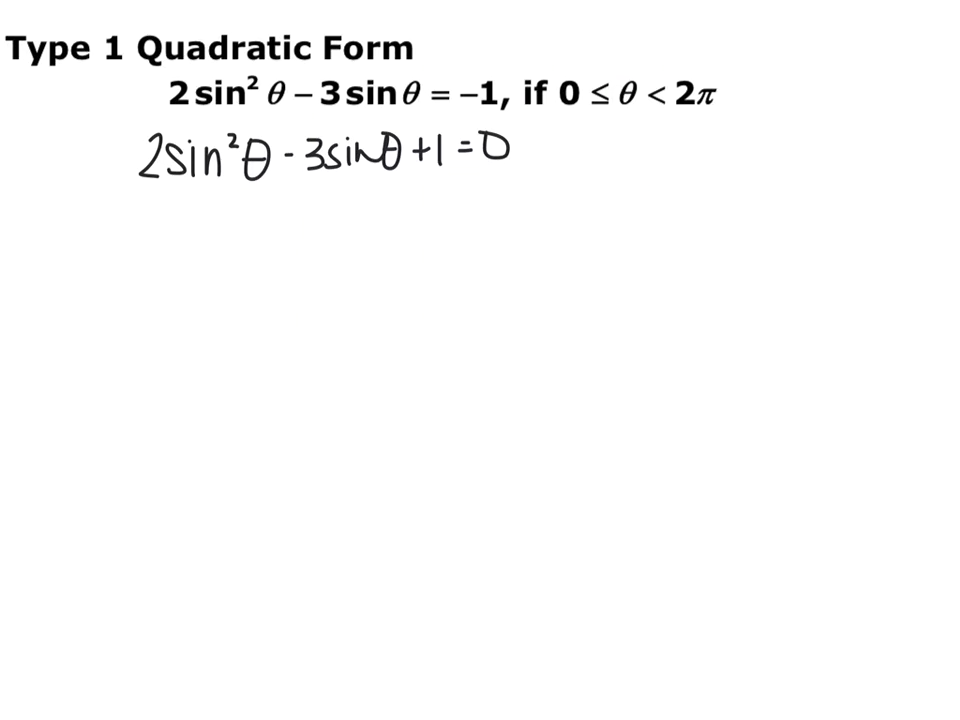 Type 1 Quadratic Form
2 sin² θ – 3 sin θ = –1, if 0 ≤ θ < 2π
2sin²θ - 3sinθ + 1 = 0